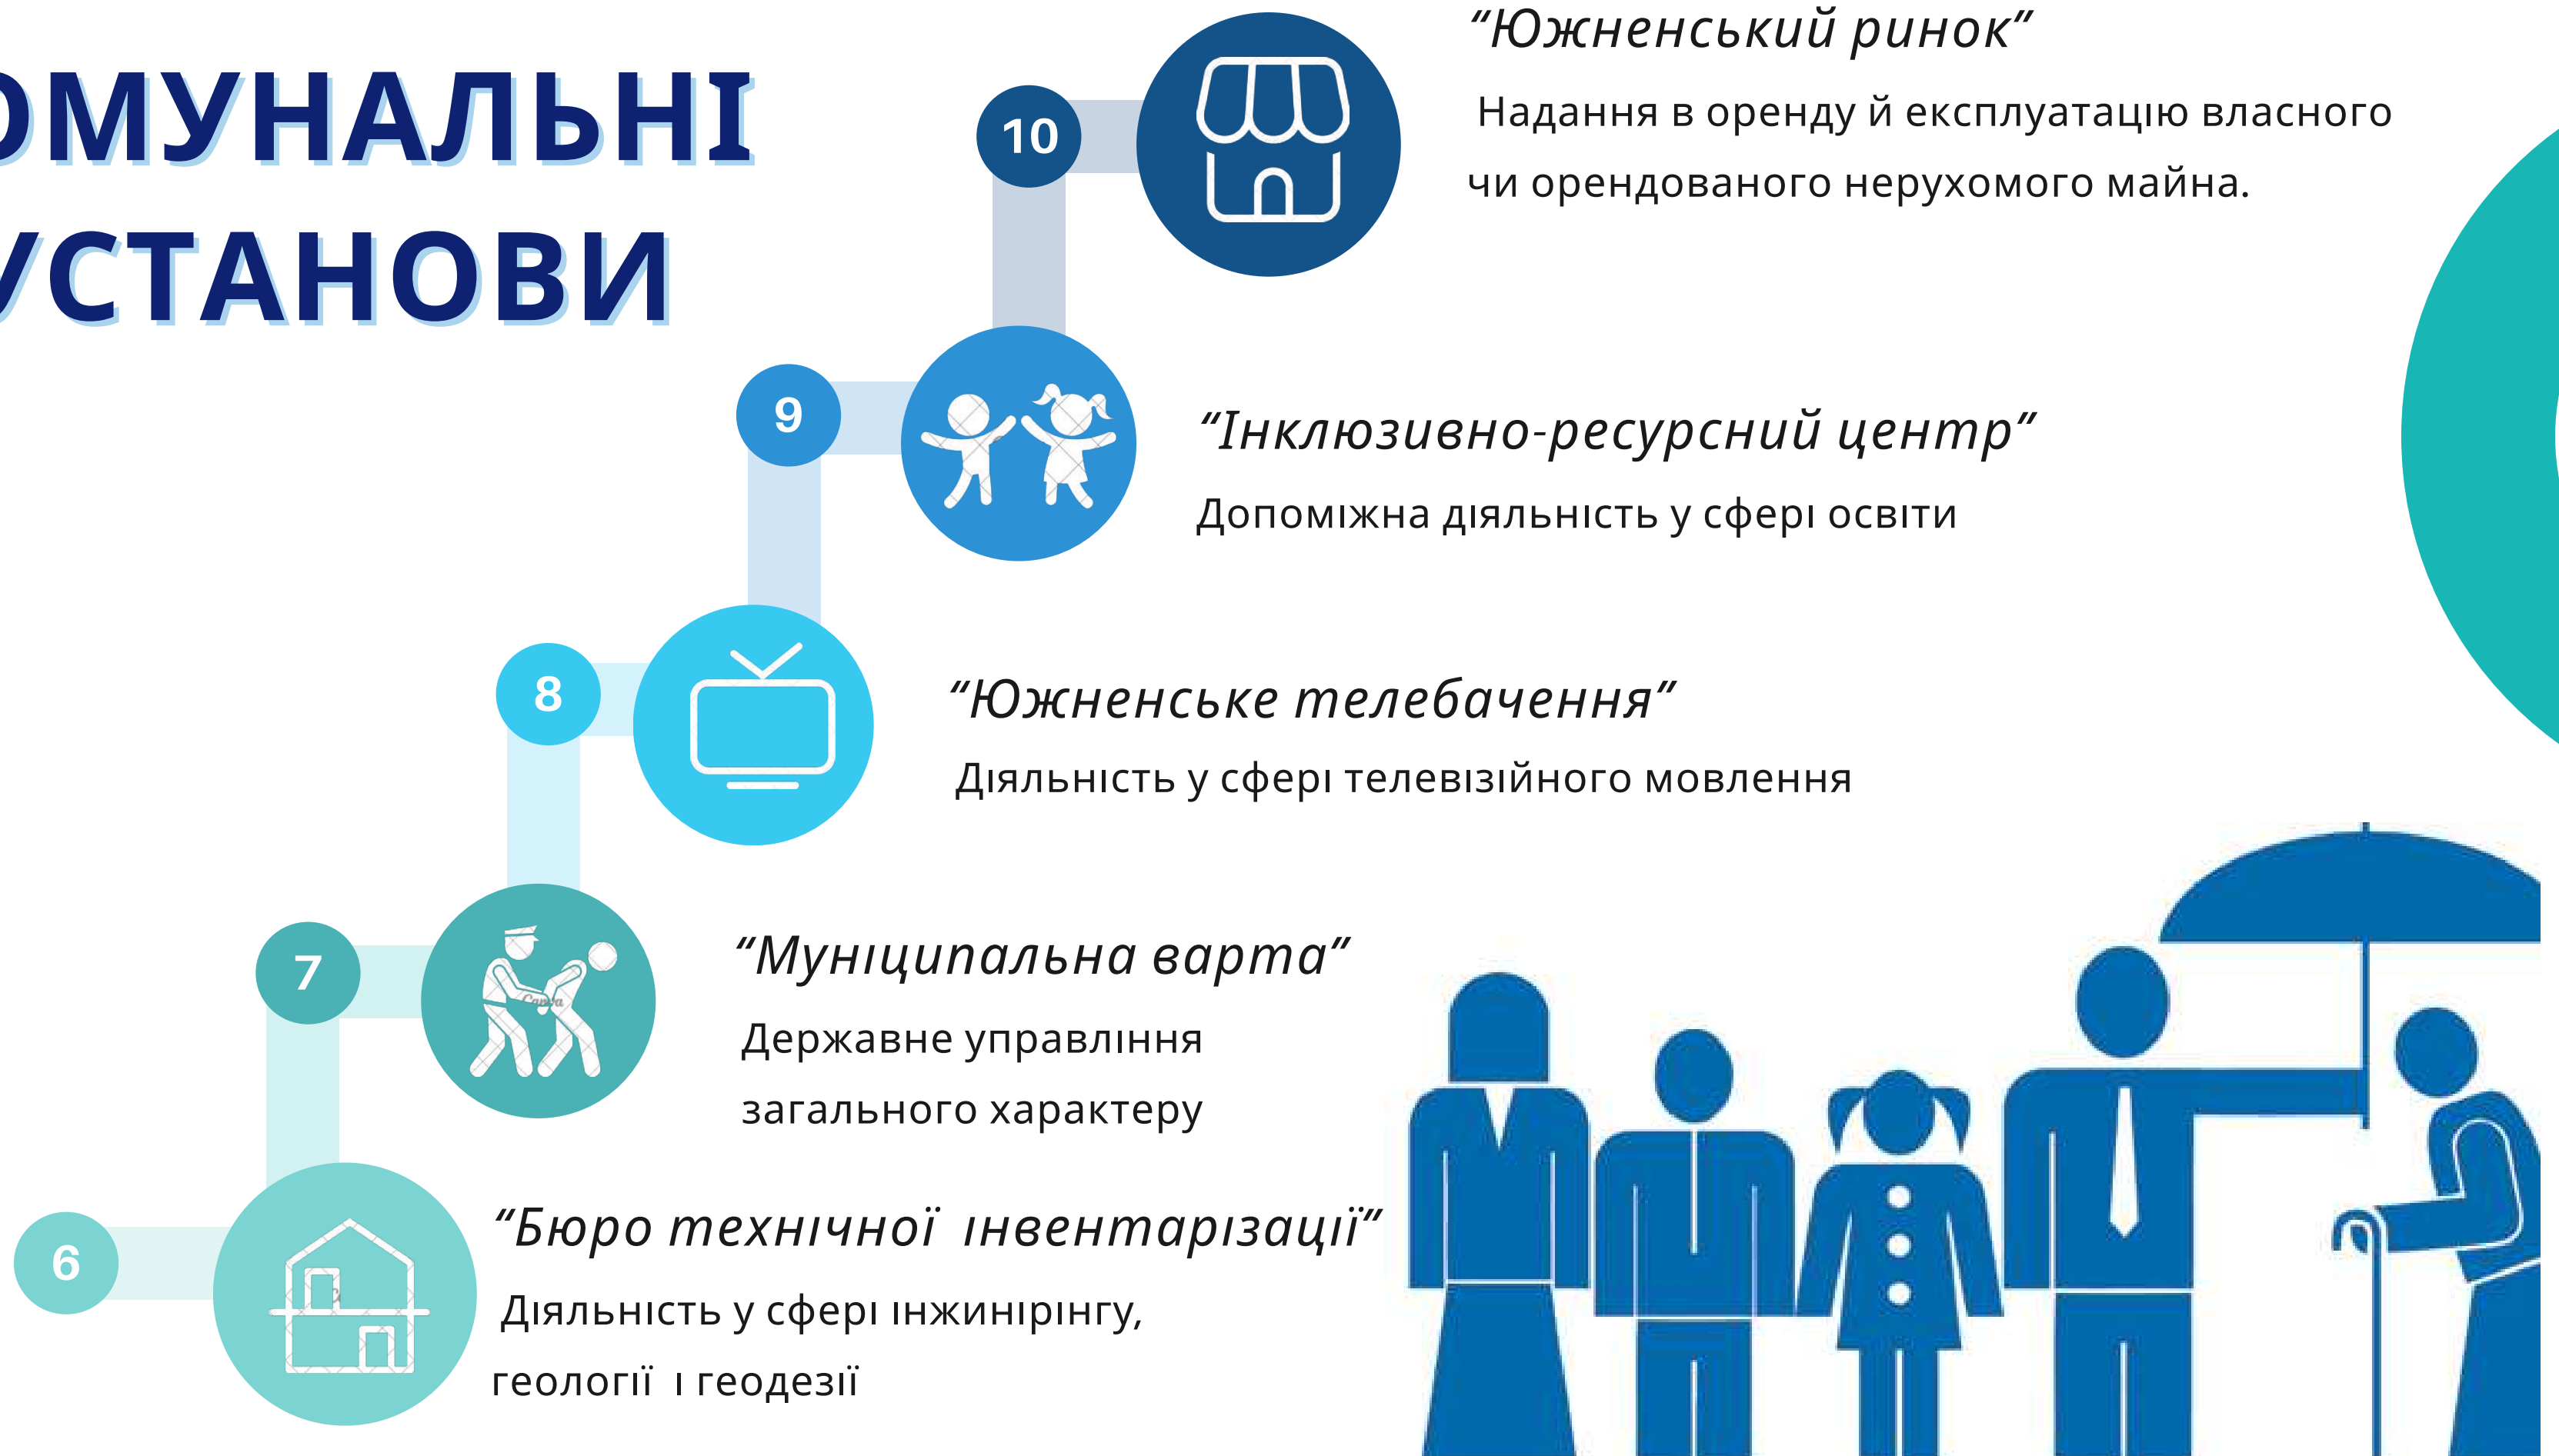 ОМУНАЛЬНІ
УСТАНОВИ
10
“Южненський ринок”
Надання в оренду й експлуатацію власного
чи орендованого нерухомого майна.
9
“Інклюзивно-ресурсний центр”
Допоміжна діяльність у сфері освіти
8
“Южненське телебачення”
Діяльність у сфері телевізійного мовлення
7
Canva
“Муніципальна варта”
Державне управління
загального характеру
6
“Бюро технічної інвентарізації”
Діяльність у сфері інжинірінгу,
геології і геодезії